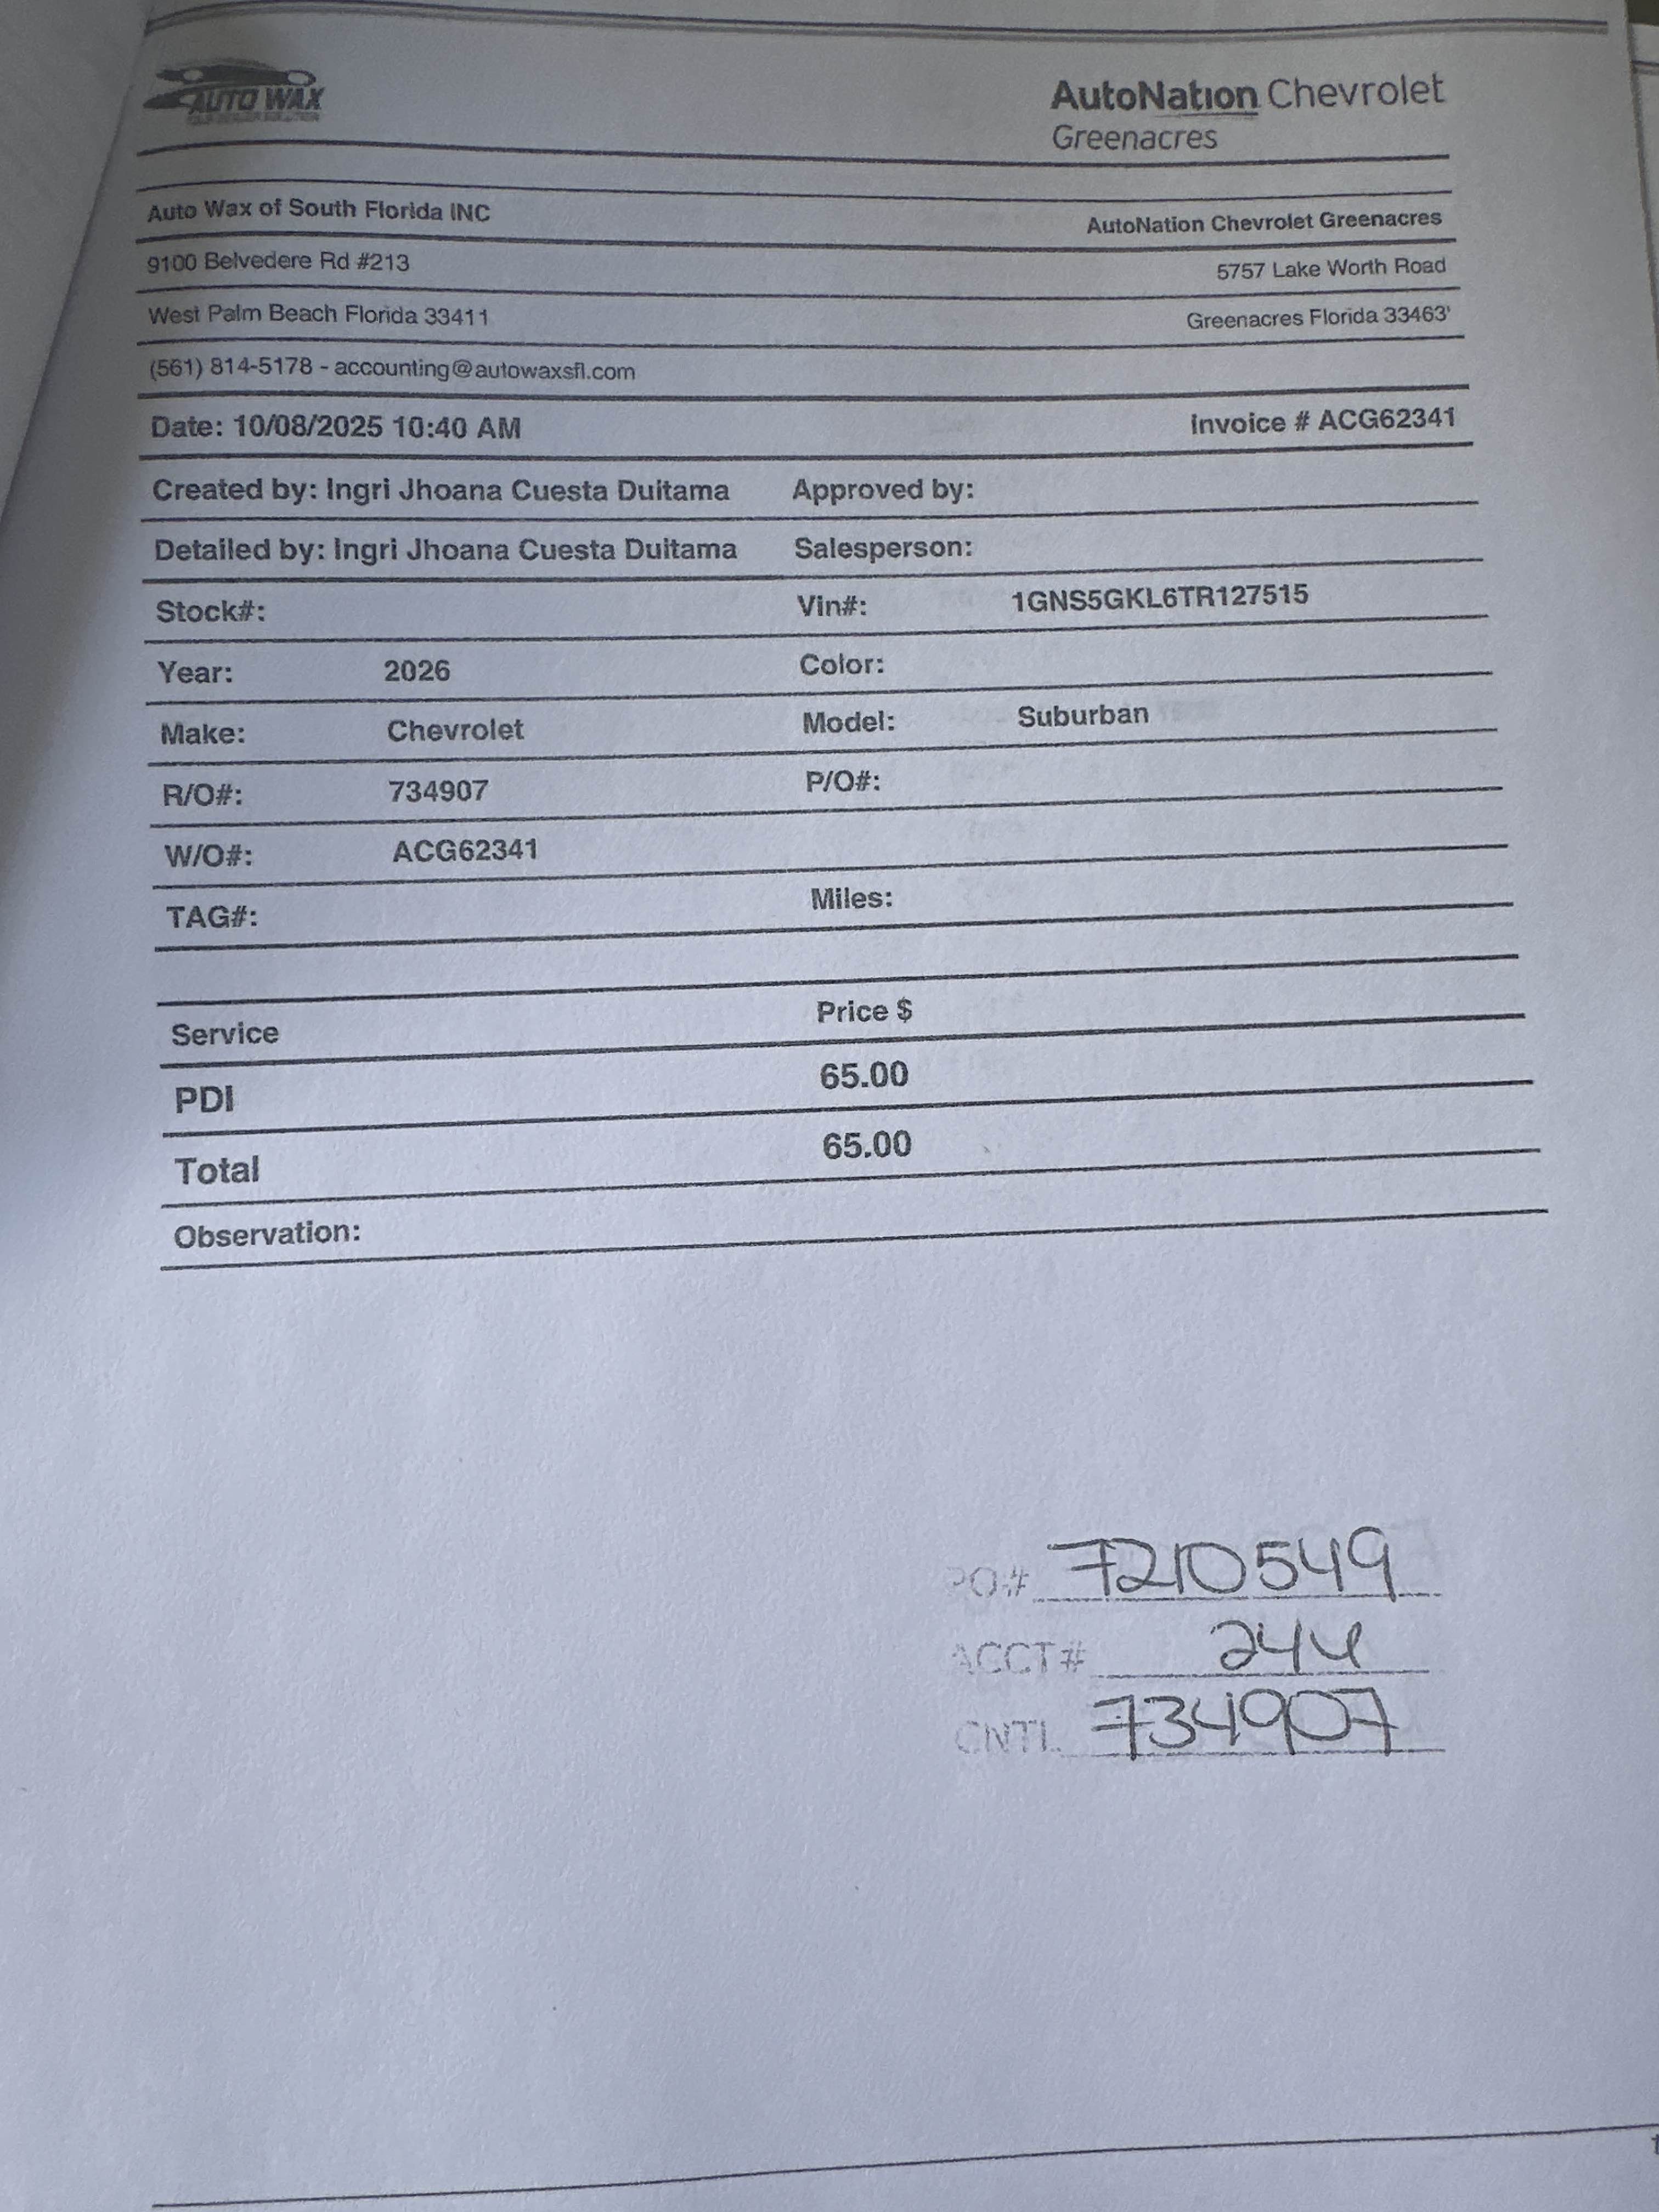 AUTO WAX
AutoNation Chevrolet
Greenacres
Auto Wax of South Florida INC
AutoNation Chevrolet Greenacres
9100 Belvedere Rd #213
5757 Lake Worth Road
West Palm Beach Florida 33411
Greenacres Florida 33463'
(561) 814-5178 - accounting@autowaxsfl.com
Date: 10/08/2025 10:40 AM
Invoice # ACG62341
Created by: Ingri Jhoana Cuesta Duitama Approved by:
Detailed by: Ingri Jhoana Cuesta Duitama Salesperson:
Stock#: Vin#: 1GNS5GKL6TR127515
Year: 2026 Color:
Make: Chevrolet Model: Suburban
R/O#: 734907 P/O#:
W/O#: ACG62341
TAG#: Miles:
Service Price $
PDI 65.00
Total 65.00
Observation:
PO# 7210549
ACCT# 244
CNTL 734907